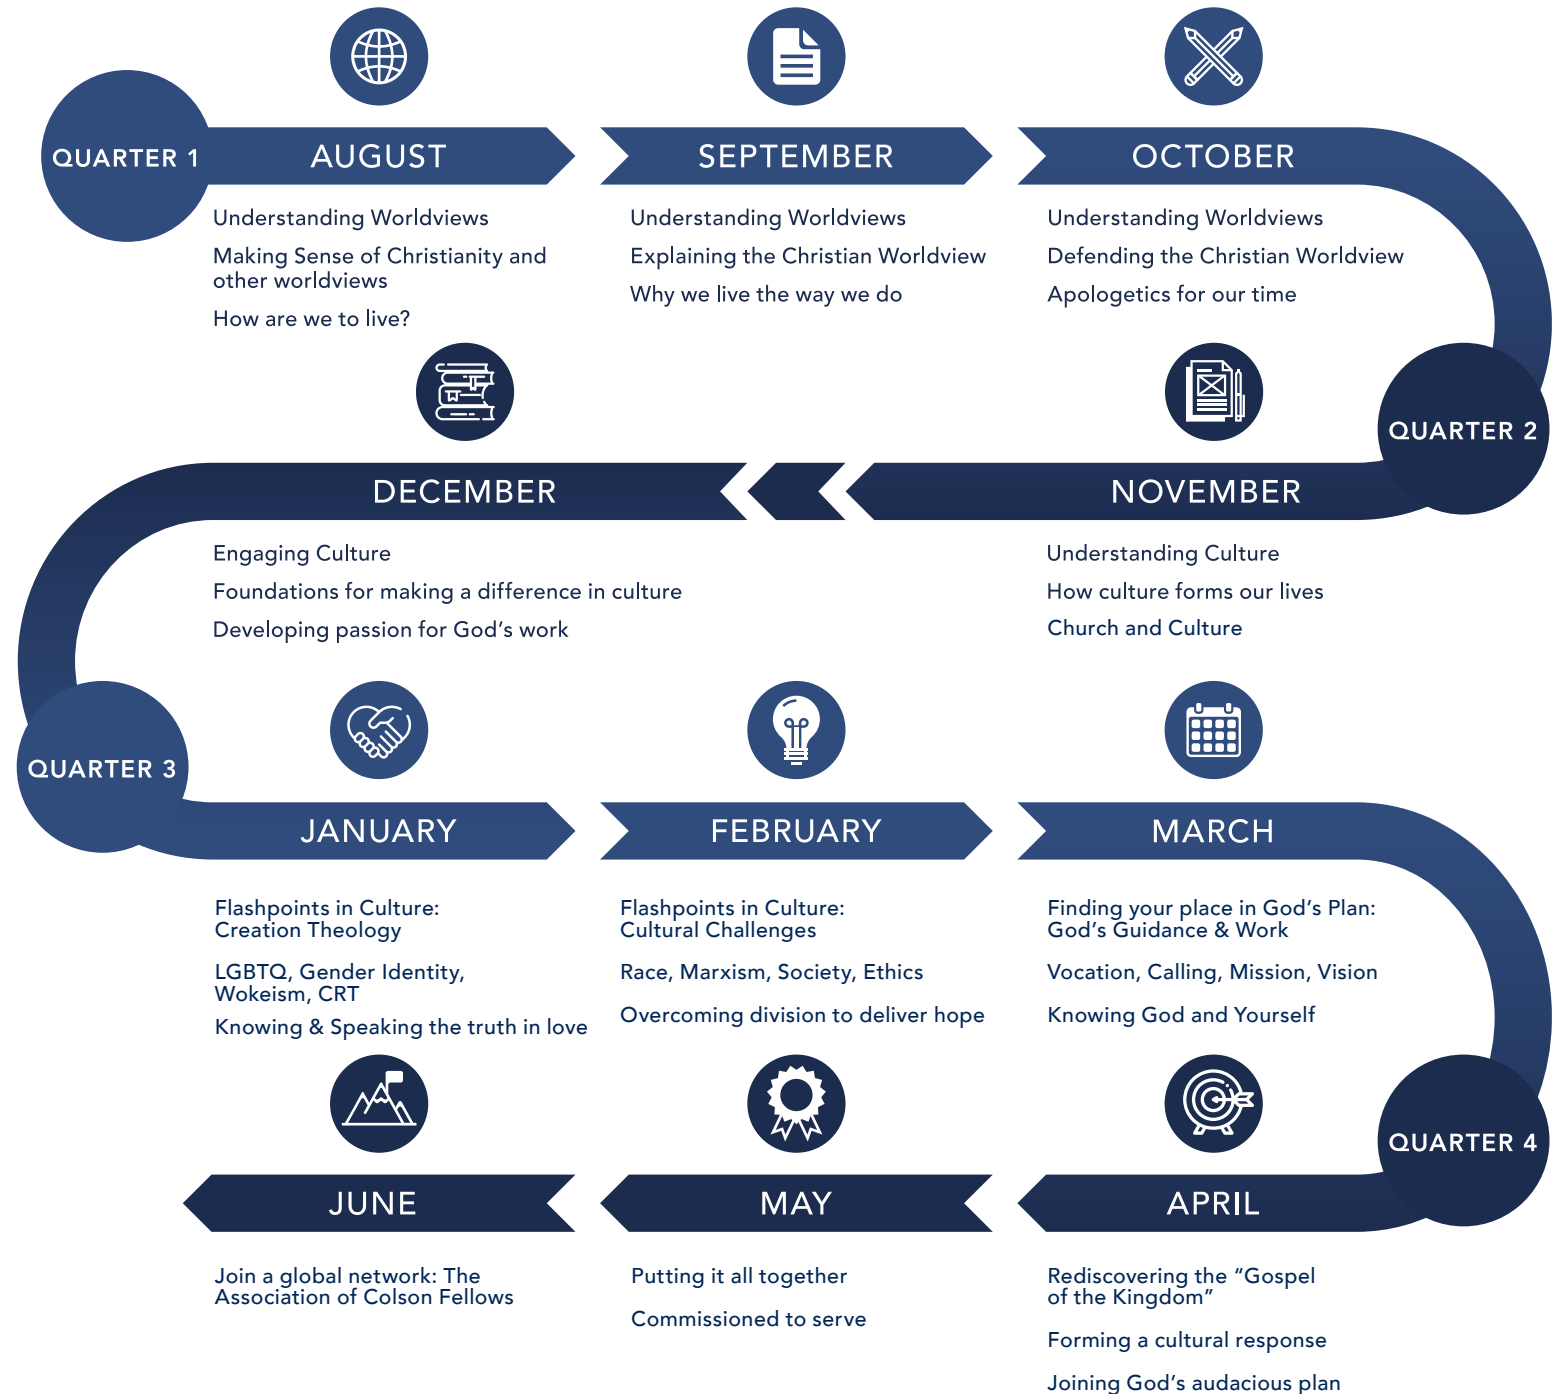 QUARTER 1
AUGUST
SEPTEMBER
OCTOBER
Understanding Worldviews
Making Sense of Christianity and
other worldviews
How are we to live?
Understanding Worldviews
Explaining the Christian Worldview
Why we live the way we do
Understanding Worldviews
Defending the Christian Worldview
Apologetics for our time
QUARTER 2
NOVEMBER
DECEMBER
Understanding Culture
How culture forms our lives
Church and Culture
Engaging Culture
Foundations for making a difference in culture
Developing passion for God’s work
QUARTER 3
JANUARY
FEBRUARY
MARCH
Flashpoints in Culture:
Creation Theology
LGBTQ, Gender Identity,
Wokeism, CRT
Knowing & Speaking the truth in love
Flashpoints in Culture:
Cultural Challenges
Race, Marxism, Society, Ethics
Overcoming division to deliver hope
Finding your place in God’s Plan:
God’s Guidance & Work
Vocation, Calling, Mission, Vision
Knowing God and Yourself
QUARTER 4
APRIL
MAY
JUNE
Rediscovering the “Gospel
of the Kingdom”
Forming a cultural response
Joining God’s audacious plan
Putting it all together
Commissioned to serve
Join a global network: The
Association of Colson Fellows